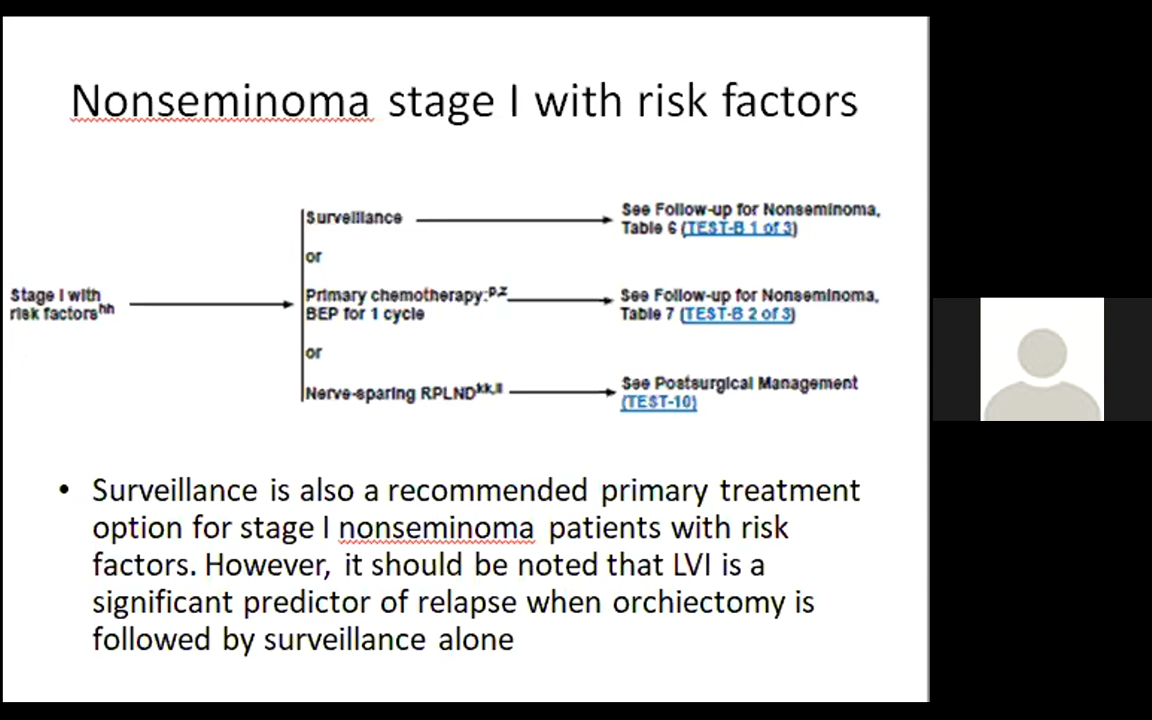 Nonseminoma stage I with risk factors
Surveillance
See Follow-up for Nonseminoma,
Table 6 (TEST-B 1 of 3)
or
Stage I with
risk factorshh
Primary chemotherapy:p,z
BEP for 1 cycle
See Follow-up for Nonseminoma,
Table 7 (TEST-B 2 of 3)
or
Nerve-sparing RPLNDkk,ll
See Postsurgical Management
(TEST-10)
• Surveillance is also a recommended primary treatment
option for stage I nonseminoma patients with risk
factors. However, it should be noted that LVI is a
significant predictor of relapse when orchiectomy is
followed by surveillance alone